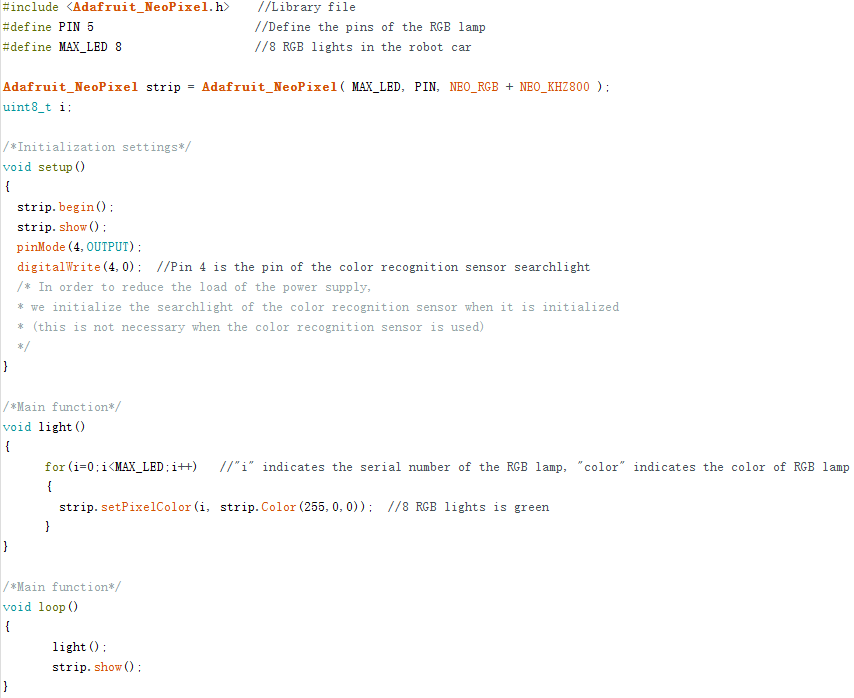 #include <Adafruit_NeoPixel.h>    //Library file
#define PIN 5                       //Define the pins of the RGB lamp
#define MAX_LED 8                   //8 RGB lights in the robot car

Adafruit_NeoPixel strip = Adafruit_NeoPixel( MAX_LED, PIN, NEO_RGB + NEO_KHZ800 );
uint8_t i;

/*Initialization settings*/
void setup()
{
  strip.begin();
  strip.show();
  pinMode(4,OUTPUT);
  digitalWrite(4,0);  //Pin 4 is the pin of the color recognition sensor searchlight
  /* In order to reduce the load of the power supply,
  * we initialize the searchlight of the color recognition sensor when it is initialized
  * (this is not necessary when the color recognition sensor is used)
  */
}

/*Main function*/
void light()
{
      for(i=0;i<MAX_LED;i++)   //"i" indicates the serial number of the RGB lamp, "color" indicates the color of RGB lamp
      {
        strip.setPixelColor(i, strip.Color(255,0,0));  //8 RGB lights is green
      }
}

/*Main function*/
void loop()
{
       light();
       strip.show();
}